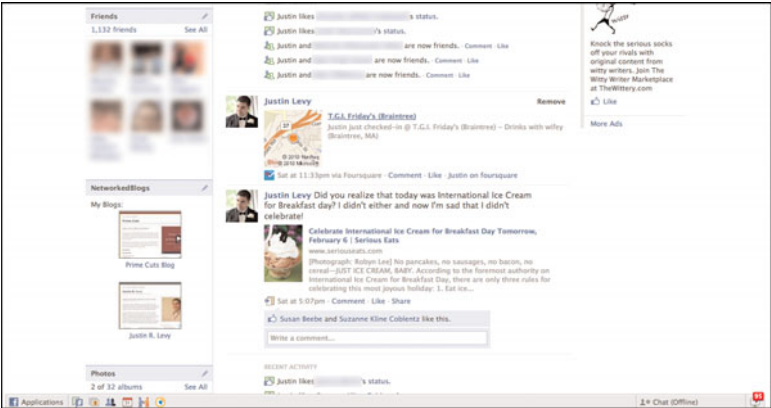 Friends
1,132 friends See All
NetworkedBlogs
My Blogs:
Prime Cuts Blog
Justin R. Levy
Photos
2 of 32 albums See All
Justin likes 's status.
Justin likes 's status.
Justin and are now friends. · Comment · Like
Justin and are now friends. · Comment · Like
Justin and are now friends. · Comment · Like
Justin Levy Remove
T.G.I. Friday's (Braintree)
Justin just checked-in @ T.G.I. Friday's (Braintree) – Drinks with wifey
(Braintree, MA)
27
Sat at 11:33pm via Foursquare · Comment · Like · Justin on foursquare
Justin Levy Did you realize that today was International Ice Cream
for Breakfast day? I didn't either and now I'm sad that I didn't
celebrate!
Celebrate International Ice Cream for Breakfast Day Tomorrow,
February 6 | Serious Eats
www.seriouseats.com
[Photograph: Robyn Lee] No pancakes, no sausages, no bacon, no
cereal—JUST ICE CREAM, BABY. According to the foremost authority on
International Ice Cream for Breakfast Day, there are only three rules for
celebrating this most joyous holiday: 1. Eat ice...
Sat at 5:07pm · Comment · Like · Share
Susan Beebe and Suzanne Kline Coblentz like this.
Write a comment...
RECENT ACTIVITY
Justin likes 's status.
Knock the serious socks
off your rivals with
original content from
witty writers. Join The
Witty Writer Marketplace
at TheWittery.com
Like
More Ads
Applications
Chat (Offline)
95